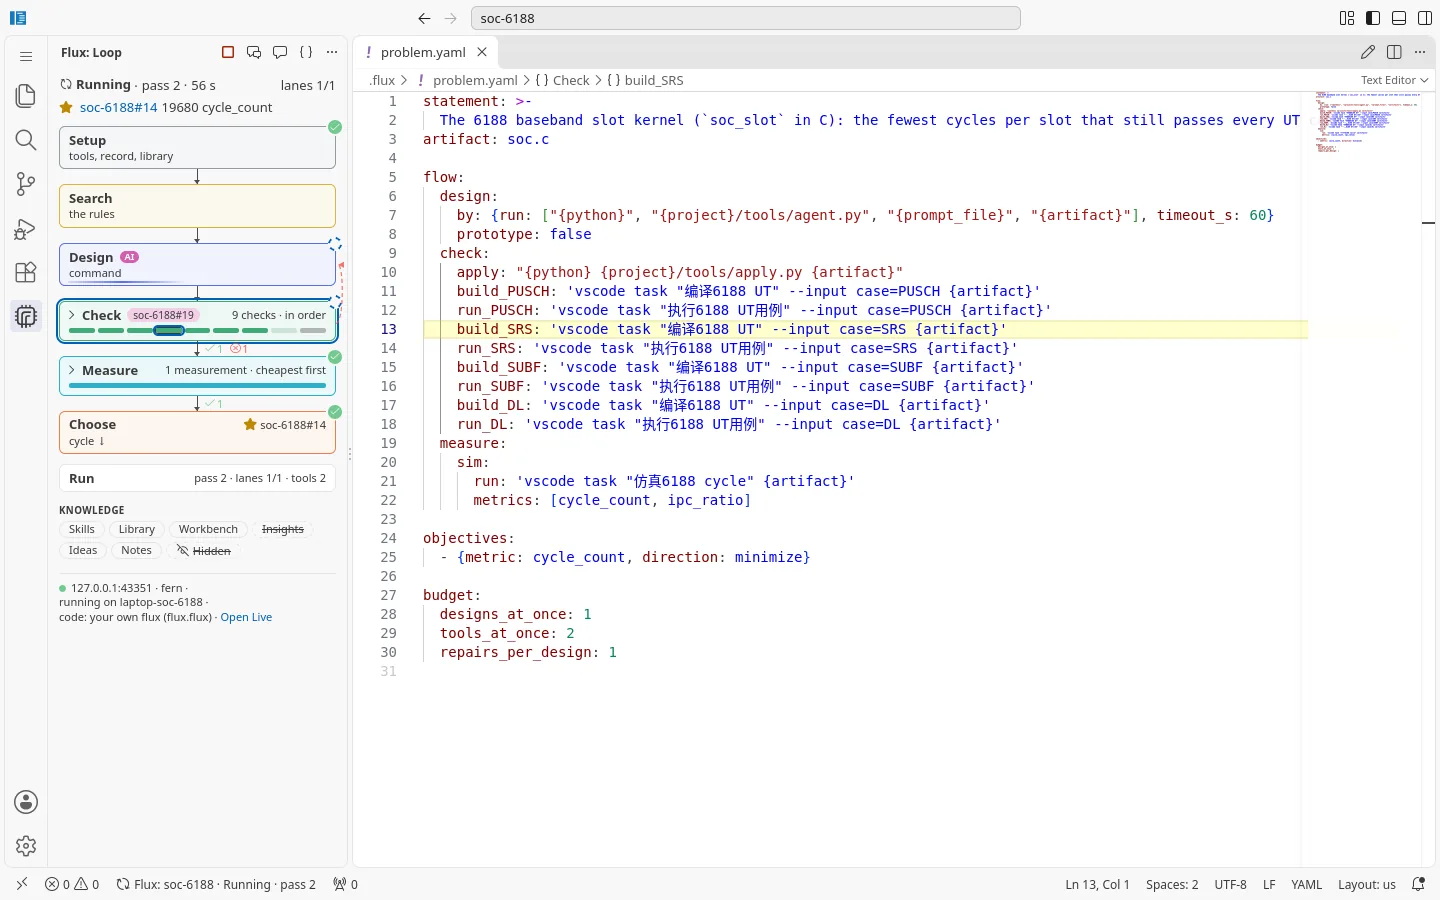 soc-6188
Flux: Loop
Running · pass 2 · 56 s
lanes 1/1
soc-6188#14 19680 cycle_count
Setup
tools, record, library
Search
the rules
Design AI
command
Check soc-6188#19 9 checks · in order
1 1
Measure 1 measurement · cheapest first
1
Choose soc-6188#14
cycle ↓
Run pass 2 · lanes 1/1 · tools 2
KNOWLEDGE
Skills Library Workbench Insights
Ideas Notes Hidden
127.0.0.1:43351 · fern ·
running on laptop-soc-6188 ·
code: your own flux (flux.flux) · Open Live
problem.yaml
.flux > ! problem.yaml > {} Check > {} build_SRS
Text Editor
1 statement: >-
2 The 6188 baseband slot kernel (`soc_slot` in C): the fewest cycles per slot that still passes every UT
3 artifact: soc.c
4
5 flow:
6 design:
7 by: {run: ["{python}", "{project}/tools/agent.py", "{prompt_file}", "{artifact}"], timeout_s: 60}
8 prototype: false
9 check:
10 apply: "{python} {project}/tools/apply.py {artifact}"
11 build_PUSCH: 'vscode task "编译6188 UT" --input case=PUSCH {artifact}'
12 run_PUSCH: 'vscode task "执行6188 UT用例" --input case=PUSCH {artifact}'
13 build_SRS: 'vscode task "编译6188 UT" --input case=SRS {artifact}'
14 run_SRS: 'vscode task "执行6188 UT用例" --input case=SRS {artifact}'
15 build_SUBF: 'vscode task "编译6188 UT" --input case=SUBF {artifact}'
16 run_SUBF: 'vscode task "执行6188 UT用例" --input case=SUBF {artifact}'
17 build_DL: 'vscode task "编译6188 UT" --input case=DL {artifact}'
18 run_DL: 'vscode task "执行6188 UT用例" --input case=DL {artifact}'
19 measure:
20 sim:
21 run: 'vscode task "仿真6188 cycle" {artifact}'
22 metrics: [cycle_count, ipc_ratio]
23
24 objectives:
25 - {metric: cycle_count, direction: minimize}
26
27 budget:
28 designs_at_once: 1
29 tools_at_once: 2
30 repairs_per_design: 1
31
0 0 Flux: soc-6188 · Running · pass 2 0
Ln 13, Col 1 Spaces: 2 UTF-8 LF YAML Layout: us